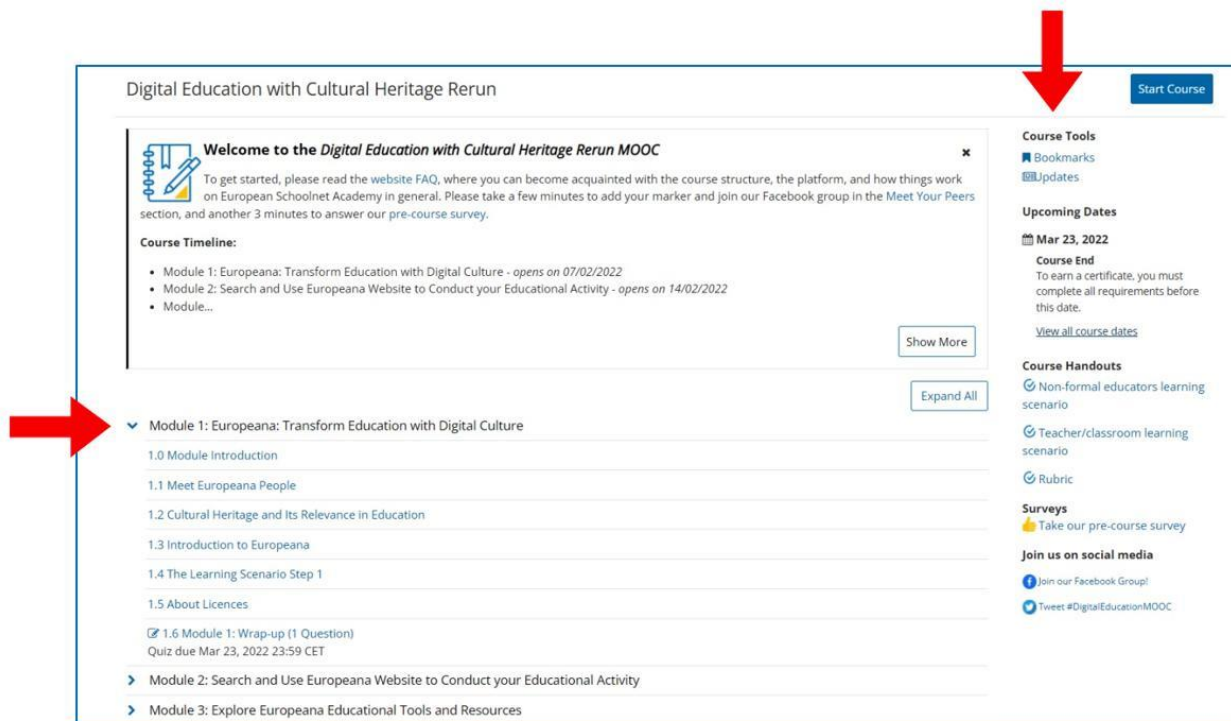 Digital Education with Cultural Heritage Rerun
Start Course
Welcome to the Digital Education with Cultural Heritage Rerun MOOC
To get started, please read the website FAQ, where you can become acquainted with the course structure, the platform, and how things work
on European Schoolnet Academy in general. Please take a few minutes to add your marker and join our Facebook group in the Meet Your Peers
section, and another 3 minutes to answer our pre-course survey.
Course Timeline:
• Module 1: Europeana: Transform Education with Digital Culture - opens on 07/02/2022
• Module 2: Search and Use Europeana Website to Conduct your Educational Activity - opens on 14/02/2022
• Module...
Show More
Expand All
Module 1: Europeana: Transform Education with Digital Culture
1.0 Module Introduction
1.1 Meet Europeana People
1.2 Cultural Heritage and Its Relevance in Education
1.3 Introduction to Europeana
1.4 The Learning Scenario Step 1
1.5 About Licences
1.6 Module 1: Wrap-up (1 Question)
Quiz due Mar 23, 2022 23:59 CET
Module 2: Search and Use Europeana Website to Conduct your Educational Activity
Module 3: Explore Europeana Educational Tools and Resources
Course Tools
Bookmarks
Updates
Upcoming Dates
Mar 23, 2022
Course End
To earn a certificate, you must
complete all requirements before
this date.
View all course dates
Course Handouts
Non-formal educators learning
scenario
Teacher/classroom learning
scenario
Rubric
Surveys
Take our pre-course survey
Join us on social media
Join our Facebook Group!
Tweet #DigitalEducationMOOC